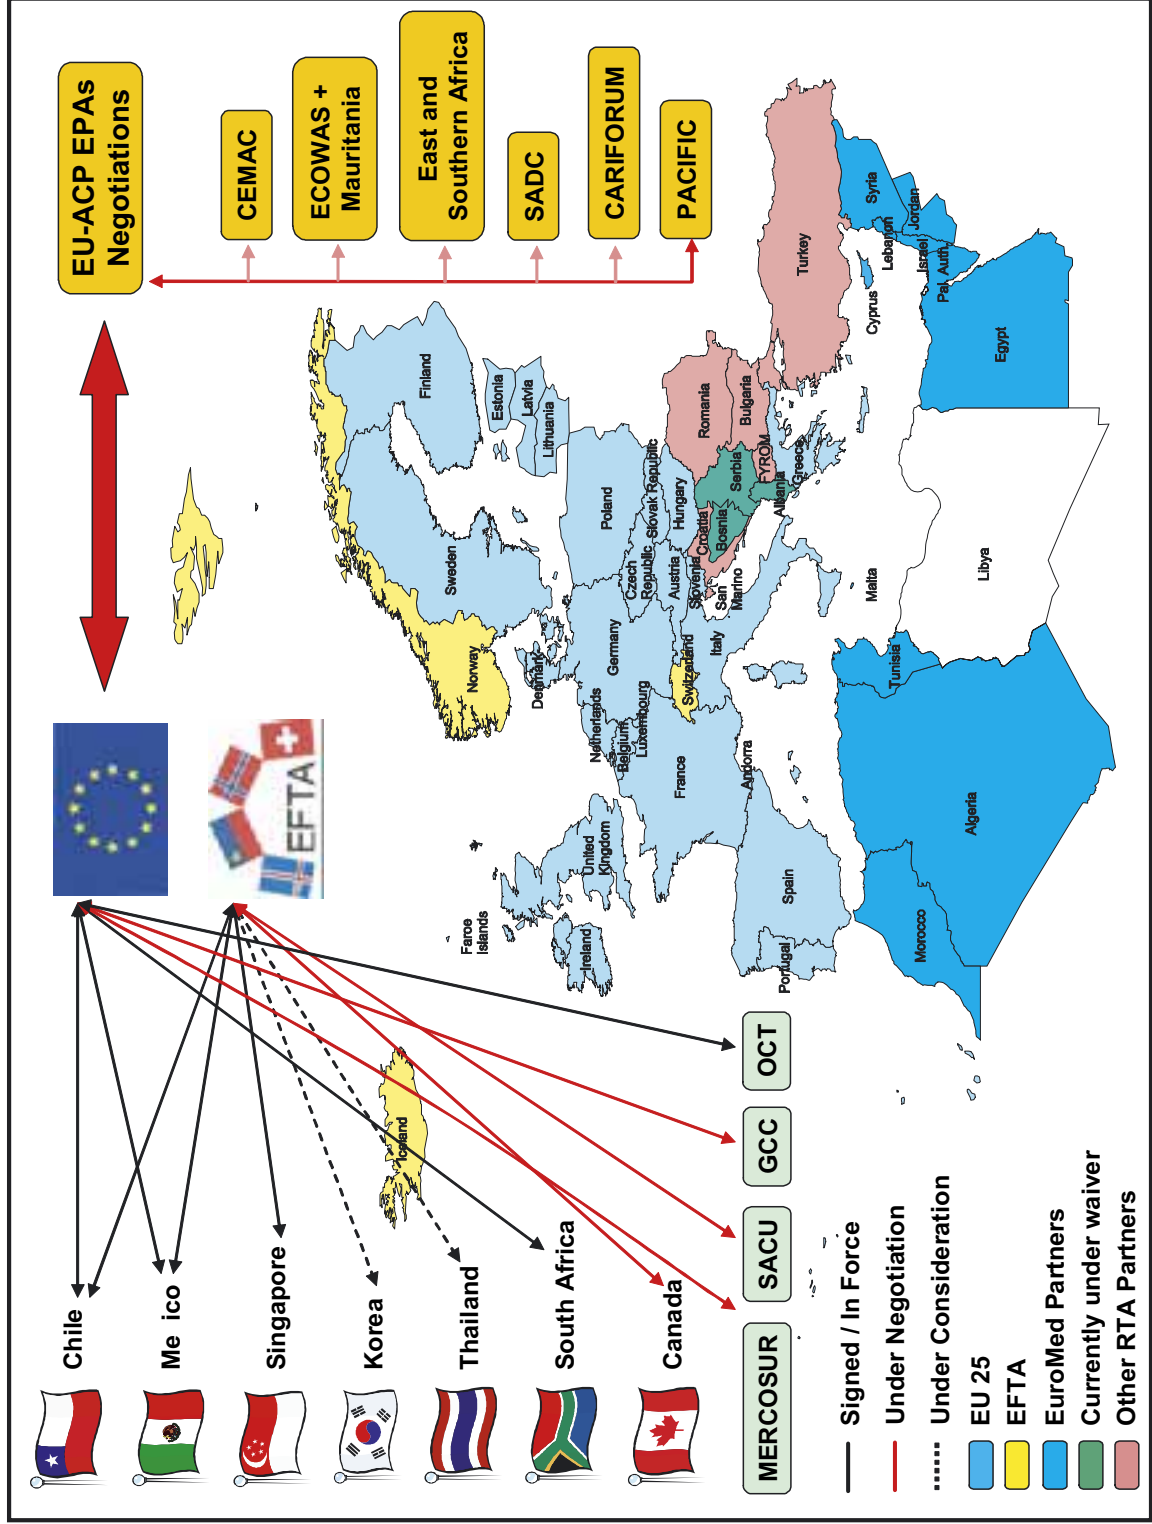 EU-ACP EPAs
Negotiations
CEMAC
ECOWAS +
Mauritania
East and
Southern Africa
SADC
CARIFORUM
PACIFIC
EFTA
Chile
Me ico
Singapore
Korea
Thailand
South Africa
Canada
MERCOSUR
SACU
GCC
OCT
Iceland
Faroe
Islands
Norway
Sweden
Finland
Estonia
Latvia
Lithuania
Denmark
Ireland
United
Kingdom
Netherlands
Belgium
Luxembourg
Germany
Poland
Czech
Republic
Slovak Republic
Austria
Hungary
Switzerland
Slovenia
Croatia
Bosnia
Serbia
Romania
Bulgaria
FYROM
Albania
Greece
France
Italy
San
Marino
Andorra
Spain
Portugal
Malta
Turkey
Cyprus
Syria
Lebanon
Jordan
Israel
Pal. Auth.
Egypt
Libya
Tunisia
Algeria
Morocco
Signed / In Force
Under Negotiation
Under Consideration
EU 25
EFTA
EuroMed Partners
Currently under waiver
Other RTA Partners